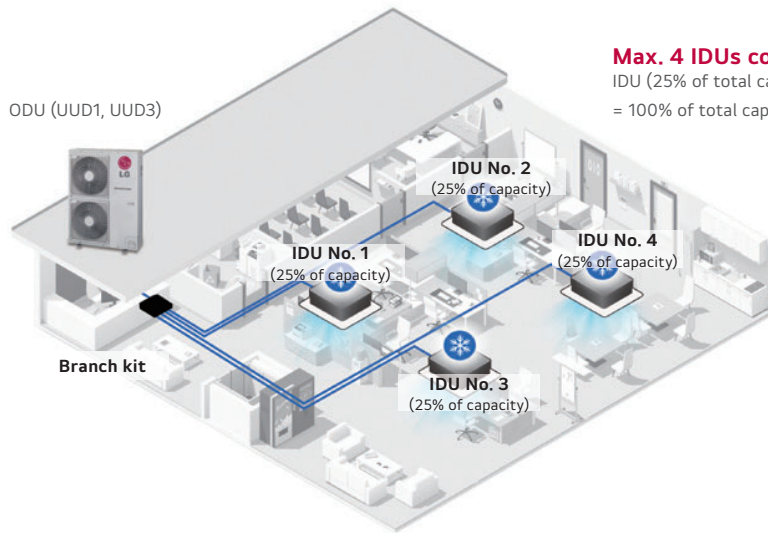 Max. 4 IDUs co
IDU (25% of total ca
= 100% of total cap
ODU (UUD1, UUD3)
LG
IDU No. 2
(25% of capacity)
IDU No. 1
(25% of capacity)
IDU No. 4
(25% of capacity)
Branch kit
IDU No. 3
(25% of capacity)